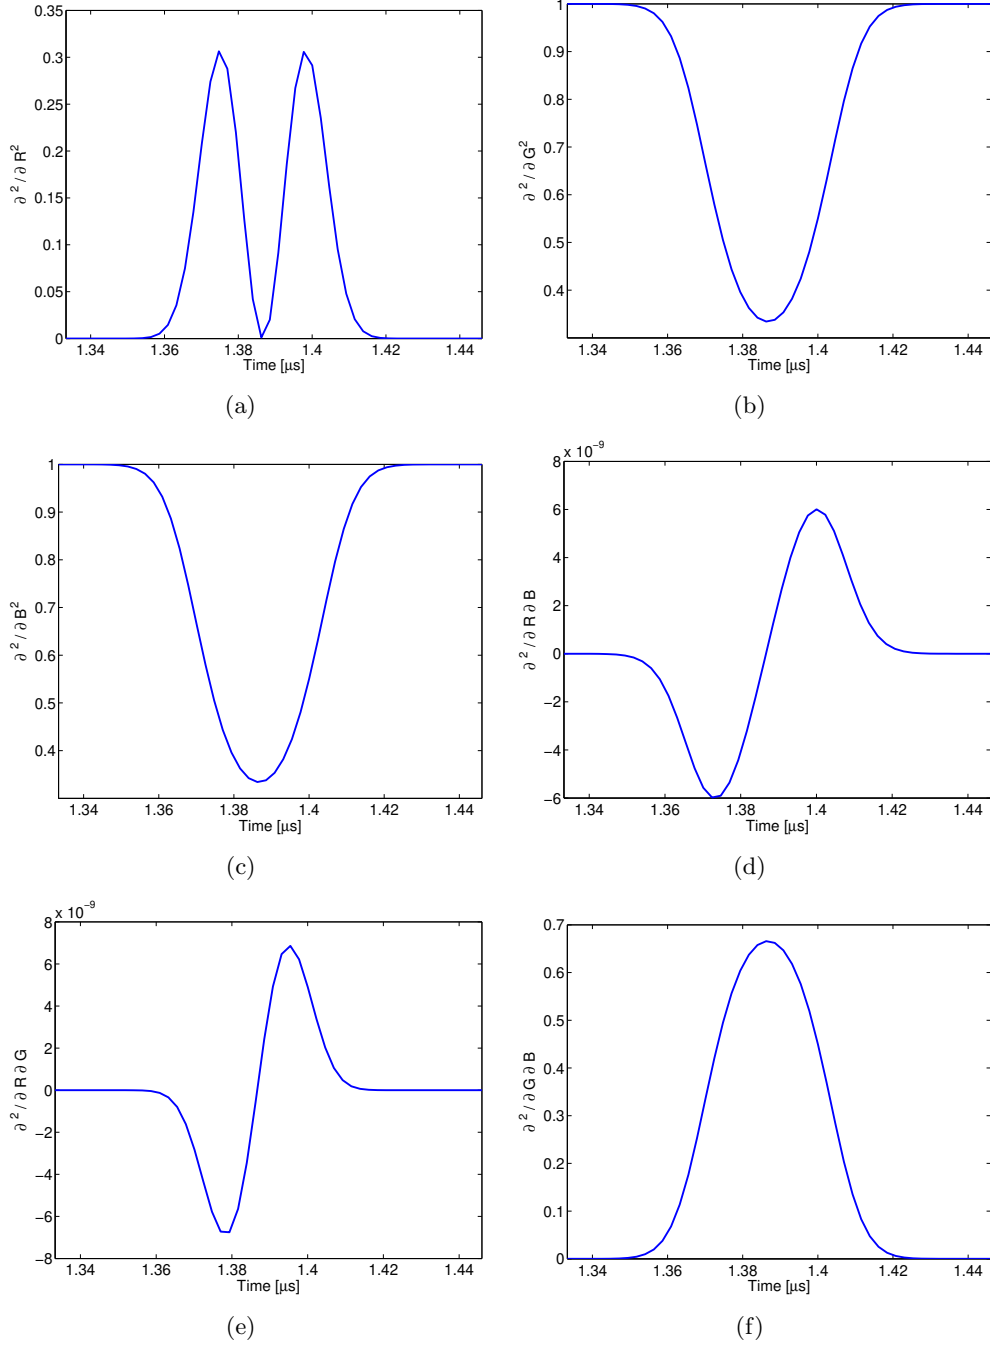 0.35
0.3
0.25
0.2
0.15
0.1
0.05
0
∂ ² / ∂ R²
1.34 1.36 1.38 1.4 1.42 1.44
Time [µs]
(a)
1
0.9
0.8
0.7
0.6
0.5
0.4
∂ ² / ∂ G²
1.34 1.36 1.38 1.4 1.42 1.44
Time [µs]
(b)
1
0.9
0.8
0.7
0.6
0.5
0.4
∂ ² / ∂ B²
1.34 1.36 1.38 1.4 1.42 1.44
Time [µs]
(c)
x 10⁻⁹
8
6
4
2
0
−2
−4
−6
∂ ² / ∂ R ∂ B
1.34 1.36 1.38 1.4 1.42 1.44
Time [µs]
(d)
x 10⁻⁹
8
6
4
2
0
−2
−4
−6
−8
∂ ² / ∂ R ∂ G
1.34 1.36 1.38 1.4 1.42 1.44
Time [µs]
(e)
0.7
0.6
0.5
0.4
0.3
0.2
0.1
0
∂ ² / ∂ G ∂ B
1.34 1.36 1.38 1.4 1.42 1.44
Time [µs]
(f)